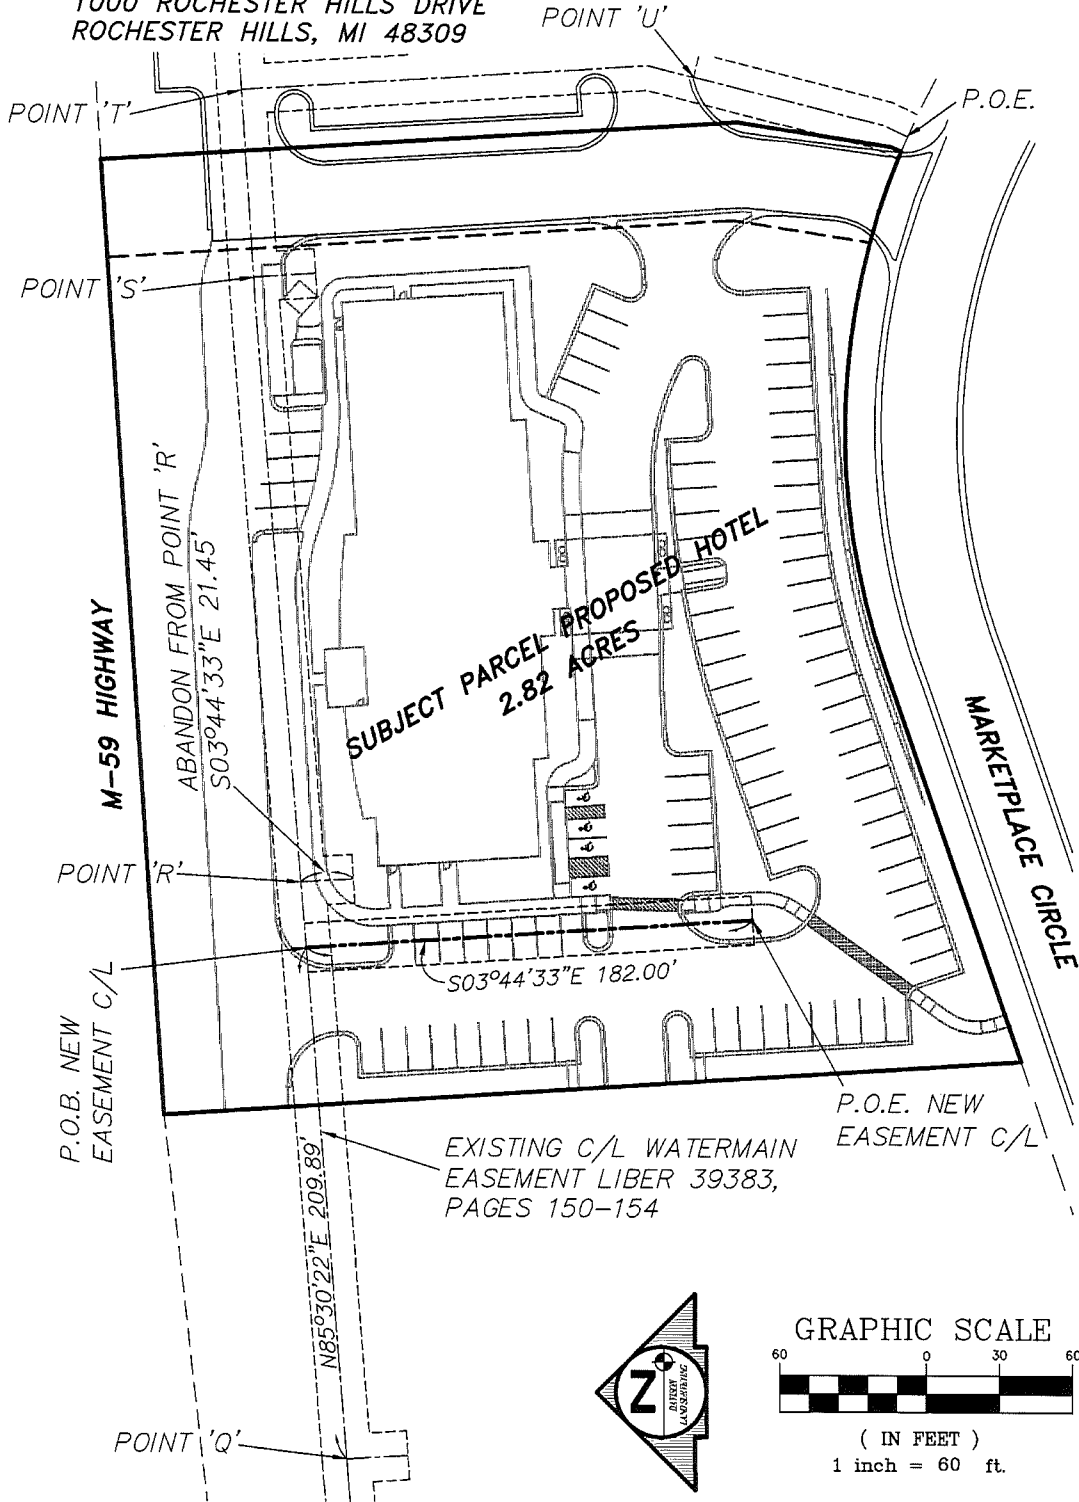 1000 ROCHESTER HILLS DRIVE
ROCHESTER HILLS, MI 48309
POINT 'U'
POINT 'T'
P.O.E.
POINT 'S'
ABANDON FROM POINT 'R'
S03°44'33"E 21.45'
M-59 HIGHWAY
SUBJECT PARCEL PROPOSED HOTEL
2.82 ACRES
MARKETPLACE CIRCLE
POINT 'R'
S03°44'33"E 182.00'
P.O.B. NEW
EASEMENT C/L
P.O.E. NEW
EASEMENT C/L
EXISTING C/L WATERMAIN
EASEMENT LIBER 39383,
PAGES 150-154
N85°30'22"E 209.89'
POINT 'Q'
Z
GRAPHIC SCALE
60 0 30 60
( IN FEET )
1 inch = 60 ft.